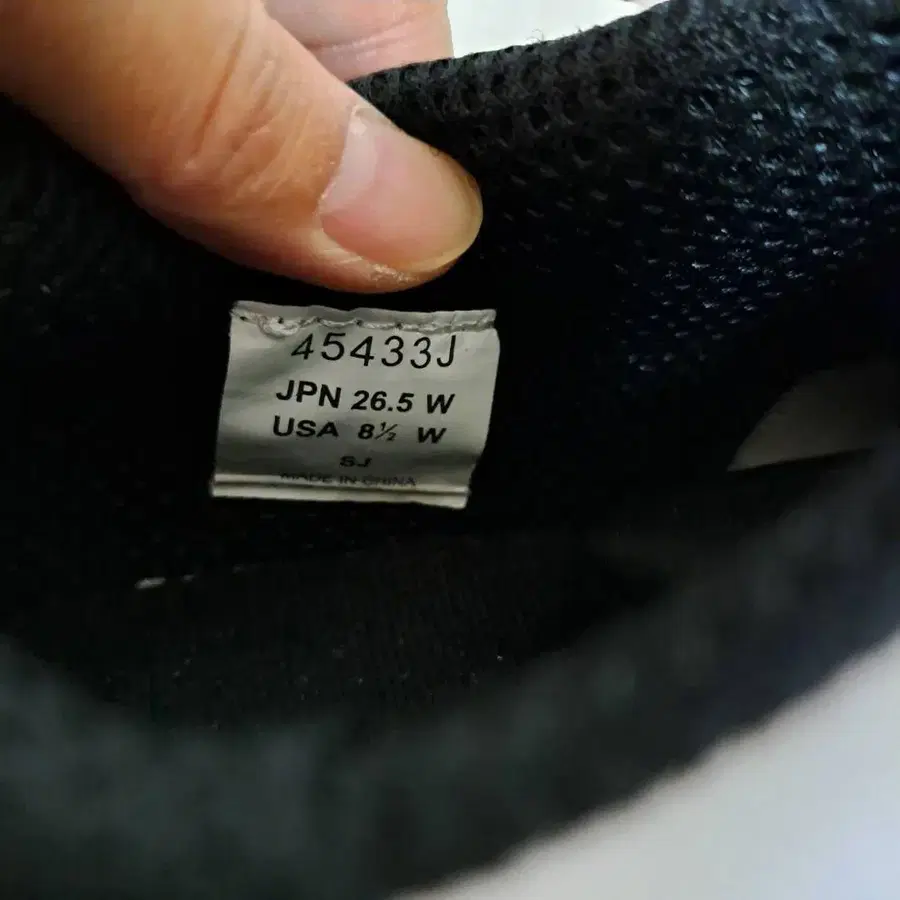 45433J
JPN 26.5 W
USA 8½ W
SJ
MADE IN CHINA